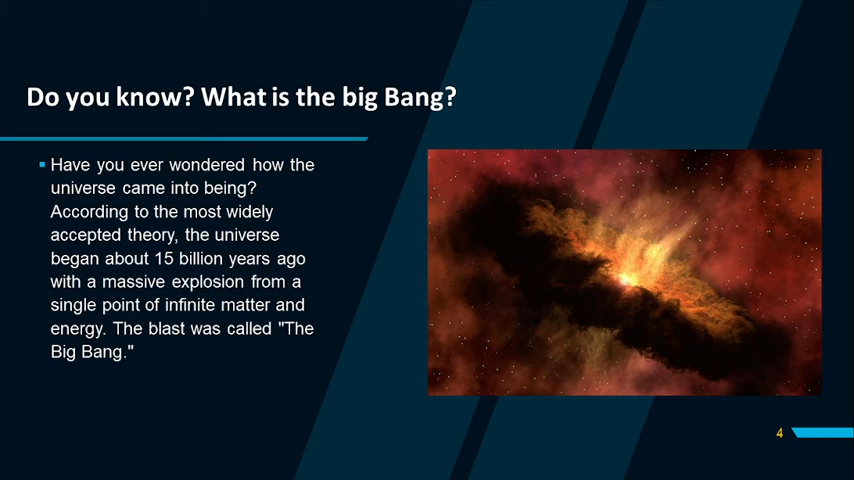 Do you know? What is the big Bang?
Have you ever wondered how the
universe came into being?
According to the most widely
accepted theory, the universe
began about 15 billion years ago
with a massive explosion from a
single point of infinite matter and
energy. The blast was called "The
Big Bang."
4